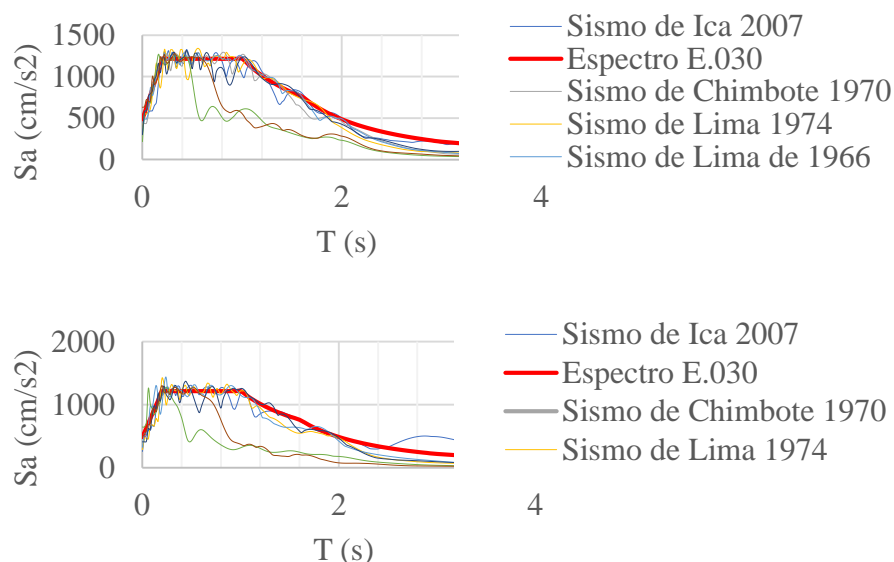 Sa (cm/s2)
1500
1000
500
0
0 2 4
T (s)
Sismo de Ica 2007
Espectro E.030
Sismo de Chimbote 1970
Sismo de Lima 1974
Sismo de Lima de 1966
Sa (cm/s2)
2000
1000
0
0 2 4
T (s)
Sismo de Ica 2007
Espectro E.030
Sismo de Chimbote 1970
Sismo de Lima 1974